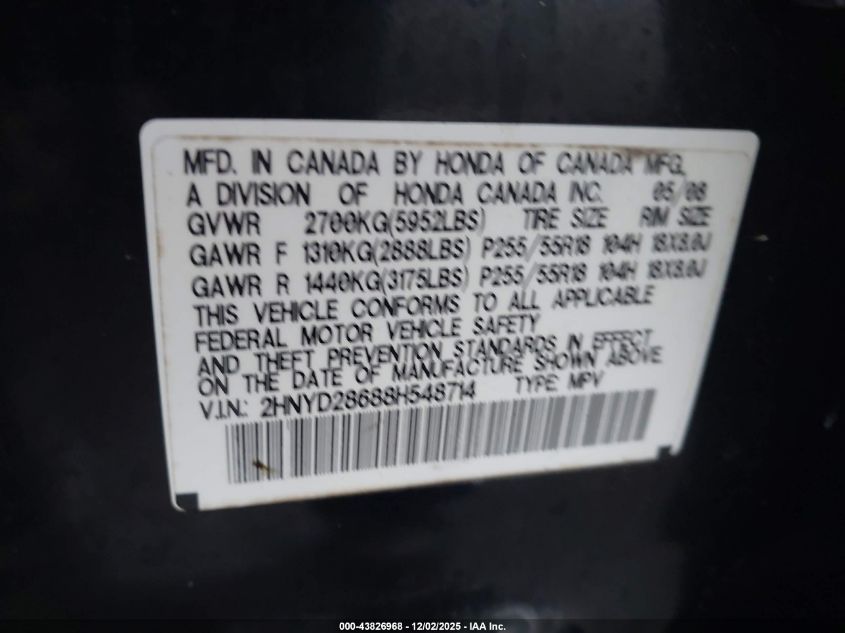 MFD. IN CANADA BY HONDA OF CANADA MFG.
A DIVISION OF HONDA CANADA INC. 05/08
GVWR 2700KG(5952LBS) TIRE SIZE RIM SIZE
GAWR F 1310KG(2888LBS) P255/55R18 104H 18X8.0J
GAWR R 1440KG(3175LBS) P255/55R18 104H 18X8.0J
THIS VEHICLE CONFORMS TO ALL APPLICABLE
FEDERAL MOTOR VEHICLE SAFETY
AND THEFT PREVENTION STANDARDS IN EFFECT
ON THE DATE OF MANUFACTURE SHOWN ABOVE
V.I.N.: 2HNYD28688H548714 TYPE: MPV
000-43826968 - 12/02/2025 - IAA Inc.